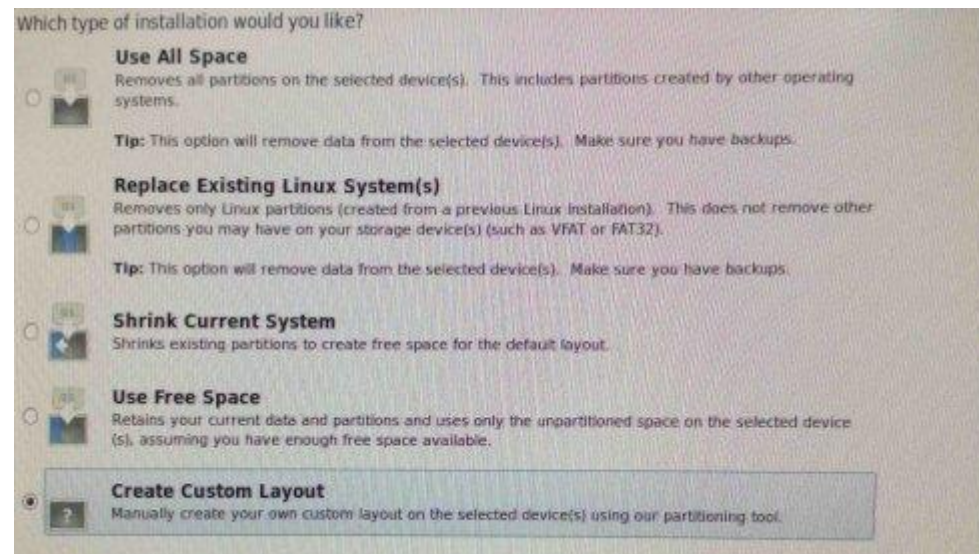 Which type of installation would you like?
Use All Space
Removes all partitions on the selected device(s). This includes partitions created by other operating
systems.
Tip: This option will remove data from the selected device(s). Make sure you have backups.
Replace Existing Linux System(s)
Removes only Linux partitions (created from a previous Linux installation). This does not remove other
partitions you may have on your storage device(s) (such as VFAT or FAT32).
Tip: This option will remove data from the selected device(s). Make sure you have backups.
Shrink Current System
Shrinks existing partitions to create free space for the default layout.
Use Free Space
Retains your current data and partitions and uses only the unpartitioned space on the selected device
(s), assuming you have enough free space available.
Create Custom Layout
?
Manually create your own custom layout on the selected device(s) using our partitioning tool.